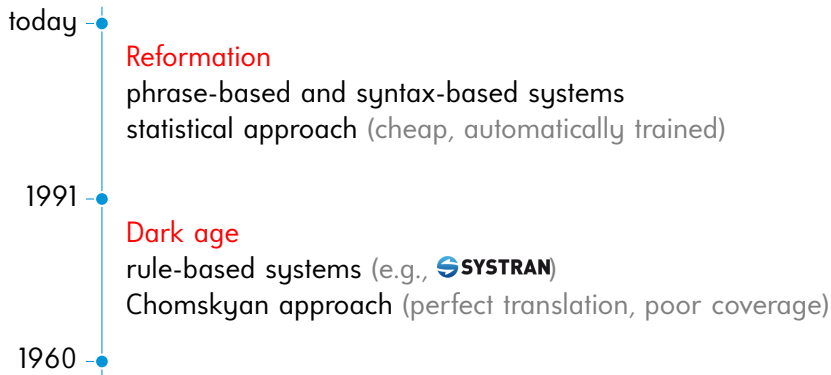 today
Reformation
phrase-based and syntax-based systems
statistical approach (cheap, automatically trained)
1991
Dark age
rule-based systems (e.g., SYSTRAN)
Chomskyan approach (perfect translation, poor coverage)
1960